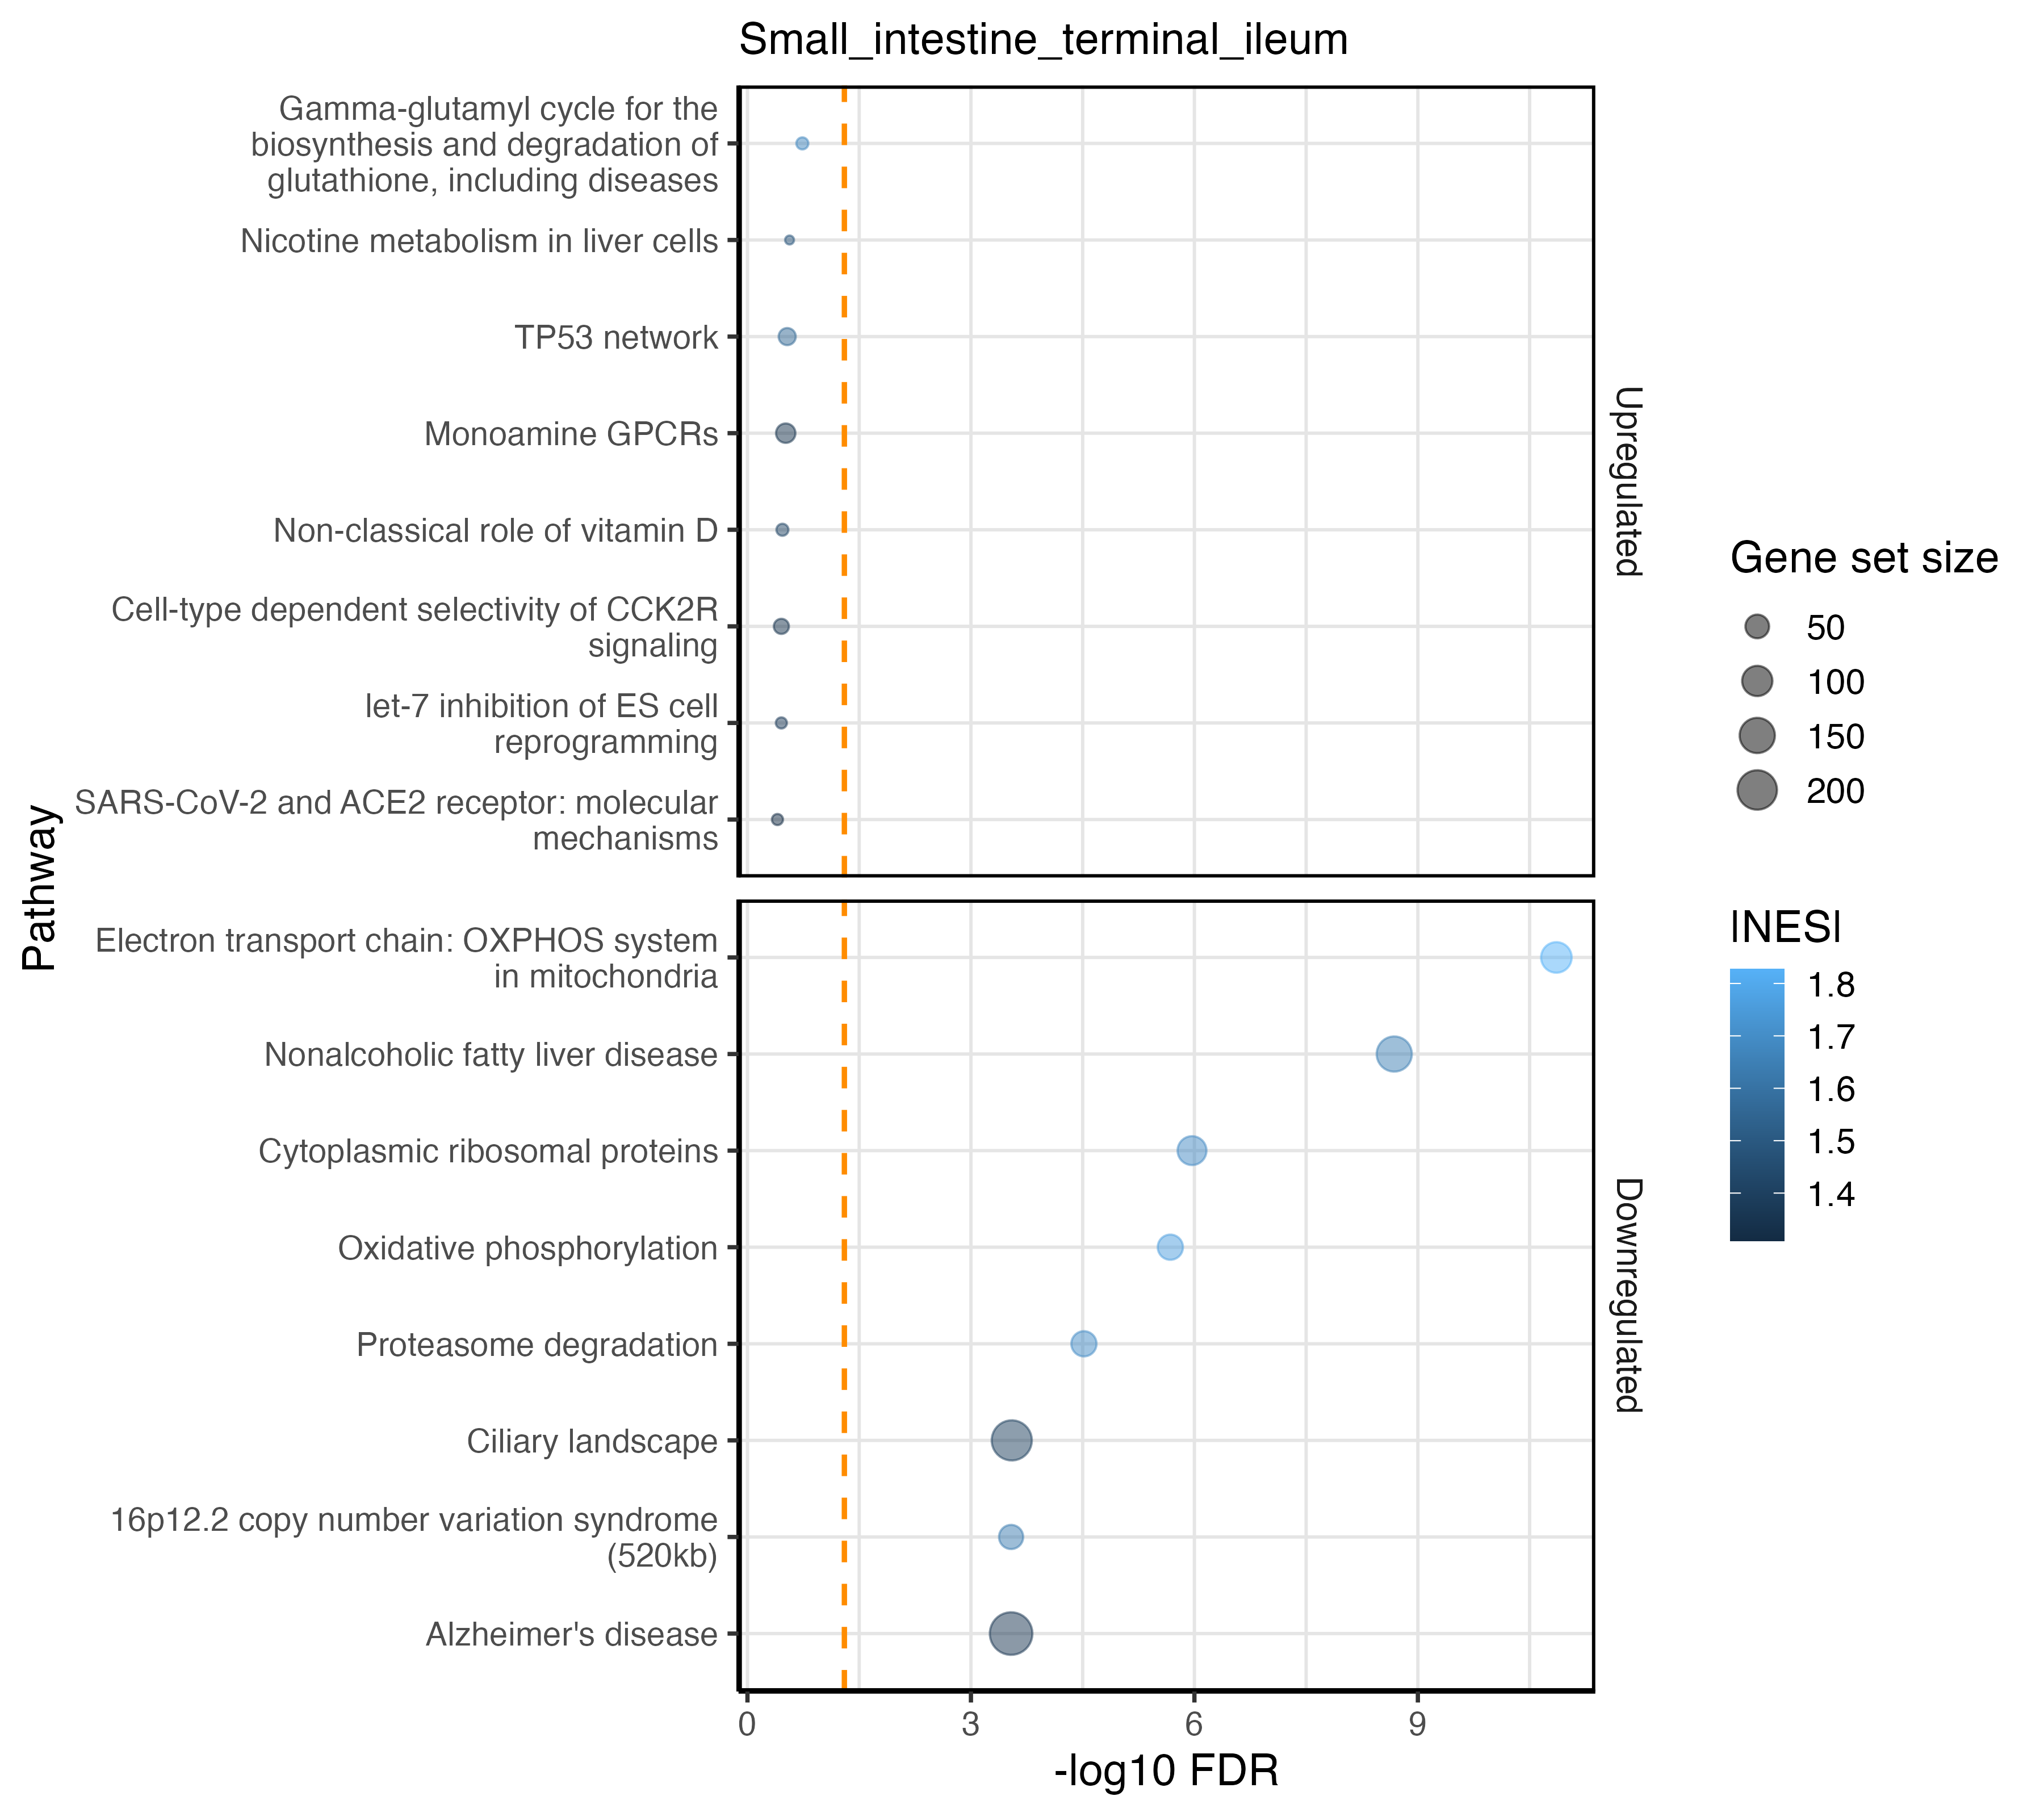 Small_intestine_terminal_ileum
Gamma-glutamyl cycle for the
biosynthesis and degradation of
glutathione, including diseases
Nicotine metabolism in liver cells
TP53 network
Monoamine GPCRs
Non-classical role of vitamin D
Cell-type dependent selectivity of CCK2R
signaling
let-7 inhibition of ES cell
reprogramming
SARS-CoV-2 and ACE2 receptor: molecular
mechanisms
Upregulated
Pathway
Electron transport chain: OXPHOS system
in mitochondria
Nonalcoholic fatty liver disease
Cytoplasmic ribosomal proteins
Oxidative phosphorylation
Proteasome degradation
Ciliary landscape
16p12.2 copy number variation syndrome
(520kb)
Alzheimer's disease
Downregulated
0
3
6
9
-log10 FDR
Gene set size
50
100
150
200
|NES|
1.8
1.7
1.6
1.5
1.4